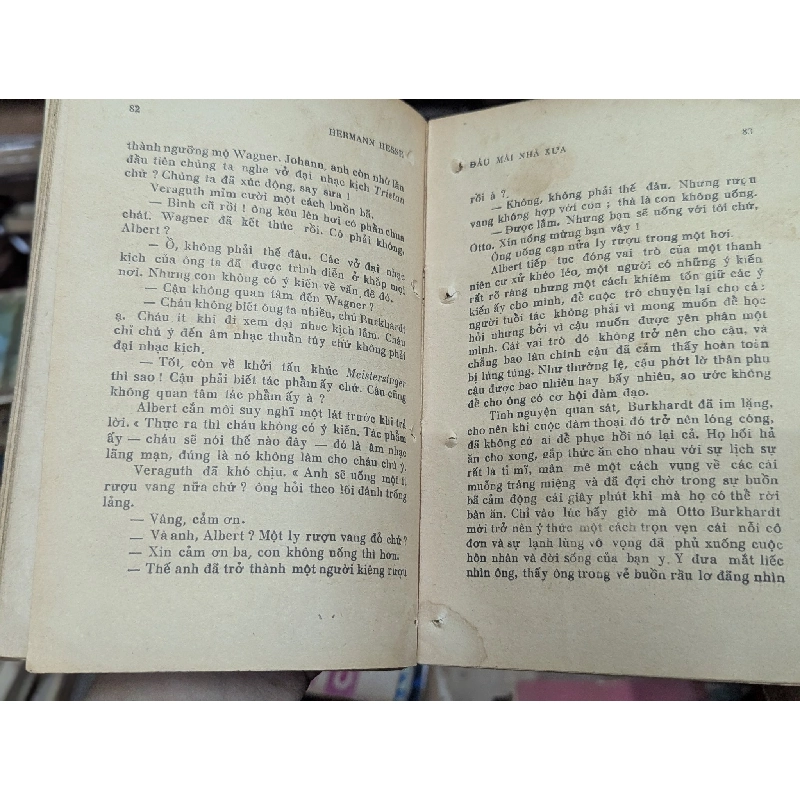 82
HERMANN HESSE
thành ngưỡng mộ Wagner. Johann, anh còn nhớ lần
đầu tiên chúng ta nghe vở đại nhạc kịch Tristan
chứ ? Chúng ta đã xúc động, say sưa !
Veraguth mỉm cười một cách buồn bã.
— Bình cũ rồi ! ông kêu lên hơi có phần chua
chát. Wagner đã kết thúc rồi. Có phải không,
Albert ?
— Ồ, không phải thế đâu. Các vở đại nhạc
kịch của ông ta đã được trình diễn ở khắp mọi
nơi. Nhưng con không có ý kiến về vấn đề đó.
— Cậu không quan tâm đến Wagner ?
— Cháu không biết ông ta nhiều, chú Burkhardt
ạ. Cháu ít khi đi xem đại nhạc kịch lắm. Cháu
chỉ chú ý đến âm nhạc thuần túy chứ không phải
đại nhạc kịch.
— Tốt, còn về khởi tấu khúc Meistersinger
thì sao ! Cậu phải biết tác phẩm ấy chứ. Cậu cũng
không quan tâm tác phẩm ấy à ?
Albert cắn môi suy nghĩ một lát trước khi trả
lời. « Thực ra thì cháu không có ý kiến. Tác phẩm
ấy — cháu sẽ nói thế nào đây — đó là âm nhạc
lãng mạn, đúng là nó không làm cho cháu chú ý.
Veraguth đã khó chịu. « Anh sẽ uống một tí
rượu vang nữa chứ ? ông hỏi theo lối đánh trống
lảng.
— Vâng, cảm ơn.
— Và anh, Albert ? Một ly rượu vang đỏ chứ ?
— Xin cảm ơn ba, con không uống thì hơn.
— Thế anh đã trở thành một người kiêng rượu
ĐÂU MÁI NHÀ XƯA
83
rồi à ?
— Không, không phải thế đâu. Nhưng rượu
vang không hợp với con ; thà là con không uống.
— Được lắm. Nhưng bạn sẽ uống với tôi chứ,
Otto. Xin uống mừng bạn vậy !
Ông uống cạn nửa ly rượu trong một hơi.
Albert tiếp tục đóng vai trò của một thanh
niên cư xử khéo léo, một người có những ý kiến
rất rõ ràng nhưng một cách khiêm tốn giữ các ý
kiến ấy cho mình, để cuộc trò chuyện lại cho các
người tuổi tác không phải vì mong muốn để học
hỏi nhưng bởi vì cậu muốn được yên phận một
mình. Cái vai trò đó không trở nên cho cậu, và
chẳng bao lân chính cậu đã cảm thấy hoàn toàn
bị lúng túng. Như thường lệ, cậu phớt lờ thân phụ
cậu được bao nhiêu hay bấy nhiêu, ao ước không
để cho ông có cơ hội đàm đạo.
Tình nguyện quan sát, Burkhardt đã im lặng,
cho nên khi cuộc đàm thoại đó trở nên lóng cóng,
đã không có ai để phục hồi nó lại cả. Họ hối hả
ăn cho xong, gắp thức ăn cho nhau với sự lịch sự
rất là tỉ mỉ, mân mê một cách vụng về các cái
muỗng tráng miệng và đã đợi chờ trong sự buồn
bã cảm động cái giây phút khi mà họ có thể rời
bàn ăn. Chỉ vào lúc bấy giờ mà Otto Burkhardt
mới trở nên ý thức một cách trọn vẹn cái nỗi cô
đơn và sự lạnh lùng vô vọng đã phủ xuống cuộc
hôn nhân và đời sống của bạn y. Y đưa mắt liếc
nhìn ông, thấy ông trong vẻ buồn rầu lơ đãng nhìn